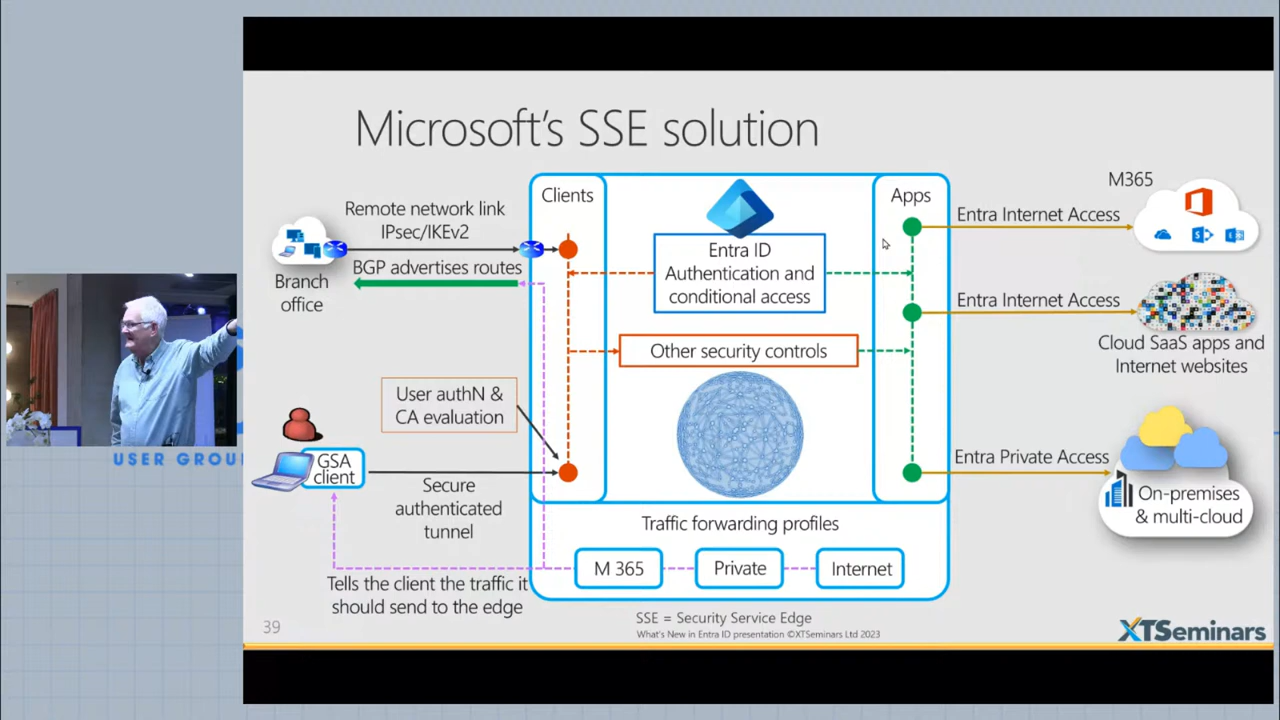 Microsoft's SSE solution
Clients
Apps
M365
Remote network link
IPsec/IKEv2
BGP advertises routes
Branch
office
Entra ID
Authentication and
conditional access
Entra Internet Access
Entra Internet Access
Cloud SaaS apps and
Internet websites
Other security controls
User authN &
CA evaluation
GSA
client
Secure
authenticated
tunnel
Entra Private Access
On-premises
& multi-cloud
Traffic forwarding profiles
M 365
Private
Internet
Tells the client the traffic it
should send to the edge
SSE = Security Service Edge
What's New in Entra ID presentation ©XTSeminars Ltd 2023
39
XTSeminars
USER GROU